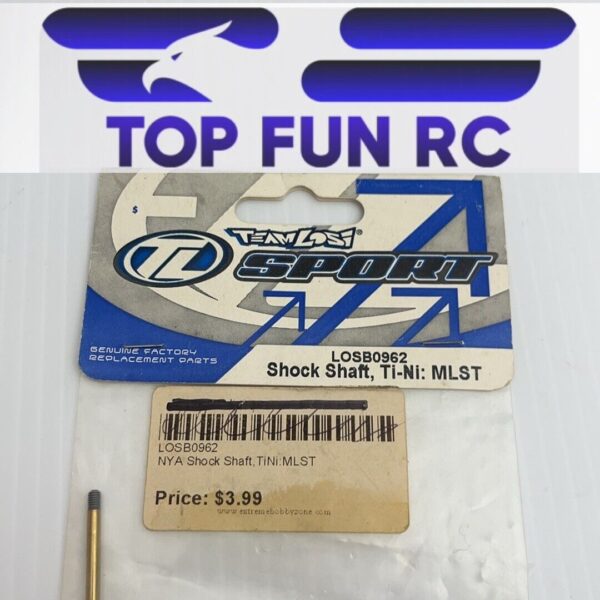 TOP FUN RC
$
TEAM LOSI
TL SPORT
GENUINE FACTORY
REPLACEMENT PARTS
LOSB0962
Shock Shaft, Ti-Ni: MLST
LOSB0962
NYA Shock Shaft,TiNi:MLST
Price: $3.99
www.extremehobbyzone.com